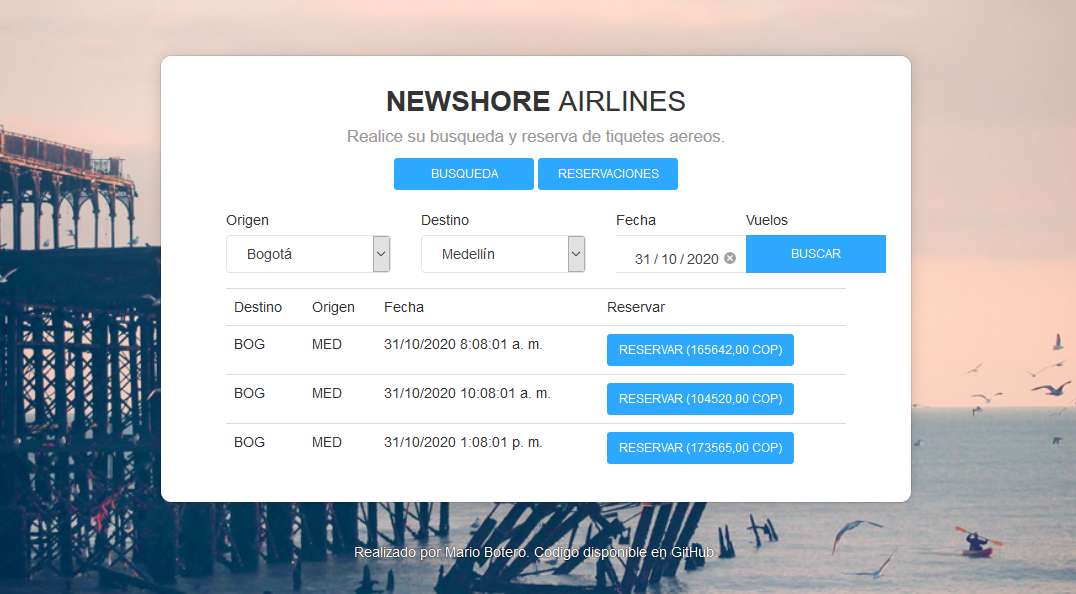 NEWSHORE AIRLINES
Realice su busqueda y reserva de tiquetes aereos.
BUSQUEDA RESERVACIONES
Origen Destino Fecha Vuelos
Bogotá Medellín 31 / 10 / 2020 BUSCAR
Destino Origen Fecha Reservar
BOG MED 31/10/2020 8:08:01 a. m. RESERVAR (165642,00 COP)
BOG MED 31/10/2020 10:08:01 a. m. RESERVAR (104520,00 COP)
BOG MED 31/10/2020 1:08:01 p. m. RESERVAR (173565,00 COP)
Realizado por Mario Botero. Codigo disponible en GitHub.